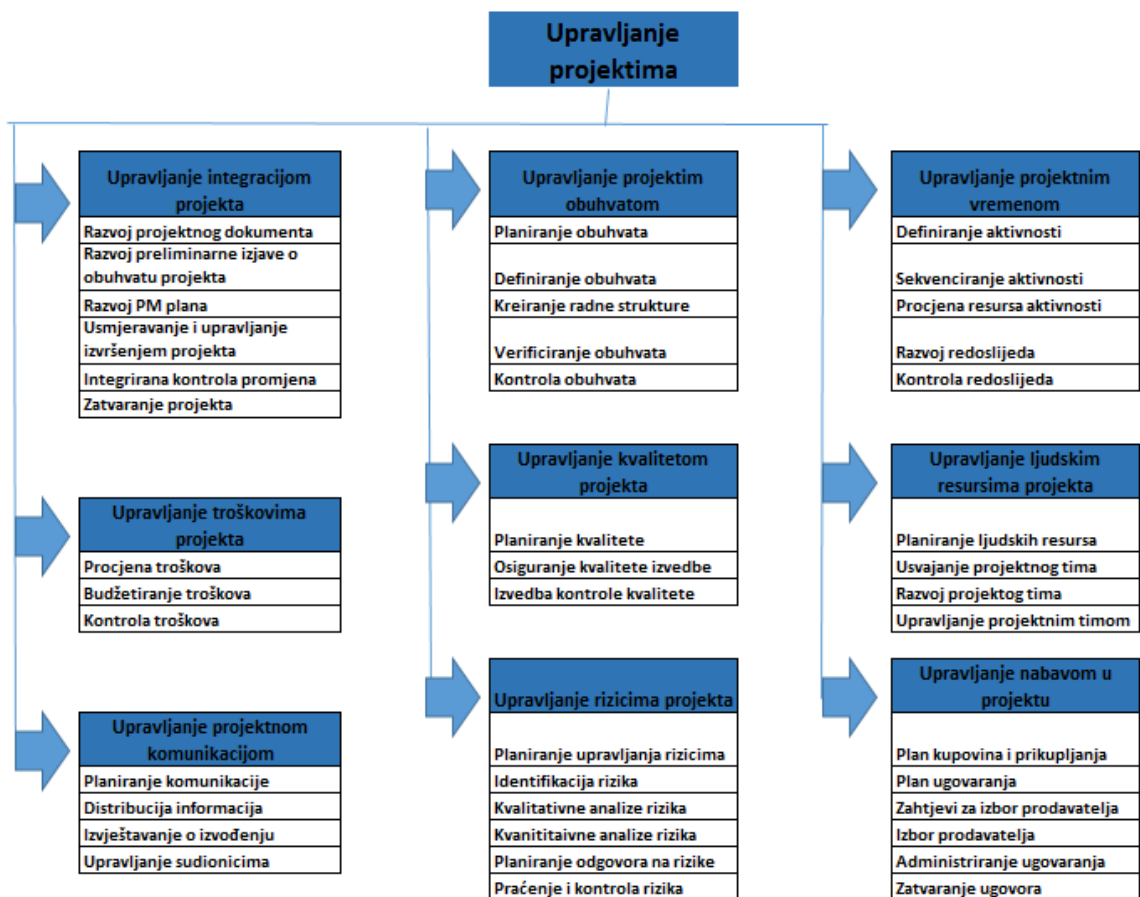 Upravljanje
projektima
Upravljanje integracijom
projekta
Razvoj projektnog dokumenta
Razvoj preliminarne izjave o
obuhvatu projekta
Razvoj PM plana
Usmjeravanje i upravljanje
izvršenjem projekta
Integrirana kontrola promjena
Zatvaranje projekta
Upravljanje projektim
obuhvatom
Planiranje obuhvata
Definiranje obuhvata
Kreiranje radne strukture
Verificiranje obuhvata
Kontrola obuhvata
Upravljanje projektnim
vremenom
Definiranje aktivnosti
Sekvenciranje aktivnosti
Procjena resursa aktivnosti
Razvoj redoslijeda
Kontrola redoslijeda
Upravljanje troškovima
projekta
Procjena troškova
Budžetiranje troškova
Kontrola troškova
Upravljanje kvalitetom
projekta
Planiranje kvalitete
Osiguranje kvalitete izvedbe
Izvedba kontrole kvalitete
Upravljanje ljudskim
resursima projekta
Planiranje ljudskih resursa
Usvajanje projektnog tima
Razvoj projektog tima
Upravljanje projektnim timom
Upravljanje projektnom
komunikacijom
Planiranje komunikacije
Distribucija informacija
Izvještavanje o izvođenju
Upravljanje sudionicima
Upravljanje rizicima projekta
Planiranje upravljanja rizicima
Identifikacija rizika
Kvalitativne analize rizika
Kvanititaivne analize rizika
Planiranje odgovora na rizike
Praćenje i kontrola rizika
Upravljanje nabavom u
projektu
Plan kupovina i prikupljanja
Plan ugovaranja
Zahtjevi za izbor prodavatelja
Izbor prodavatelja
Administriranje ugovaranja
Zatvaranje ugovora